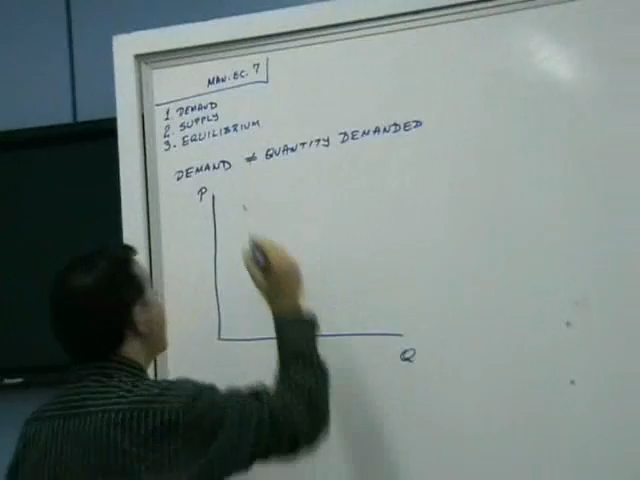 MAN. EC. 7
1 DEMAND
2. SUPPLY
3. EQUILIBRIUM
DEMAND ≠ QUANTITY DEMANDED
P
Q